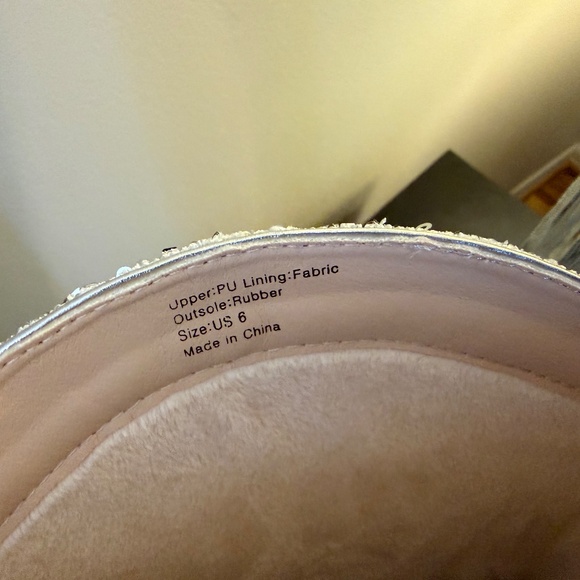 Upper:PU Lining:Fabric
Outsole:Rubber
Size:US 6
Made in China